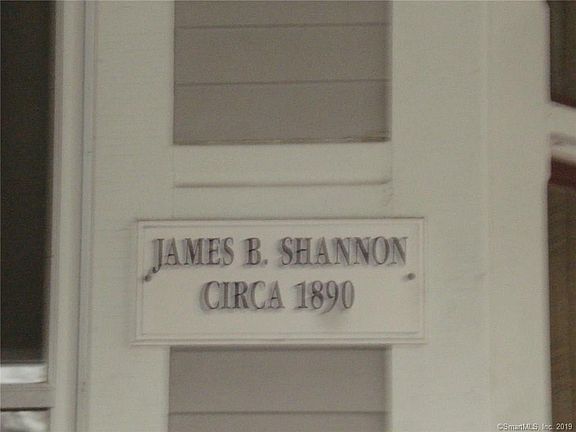 JAMES B. SHANNON
CIRCA 1890
©SmartMLS, Inc. 2019